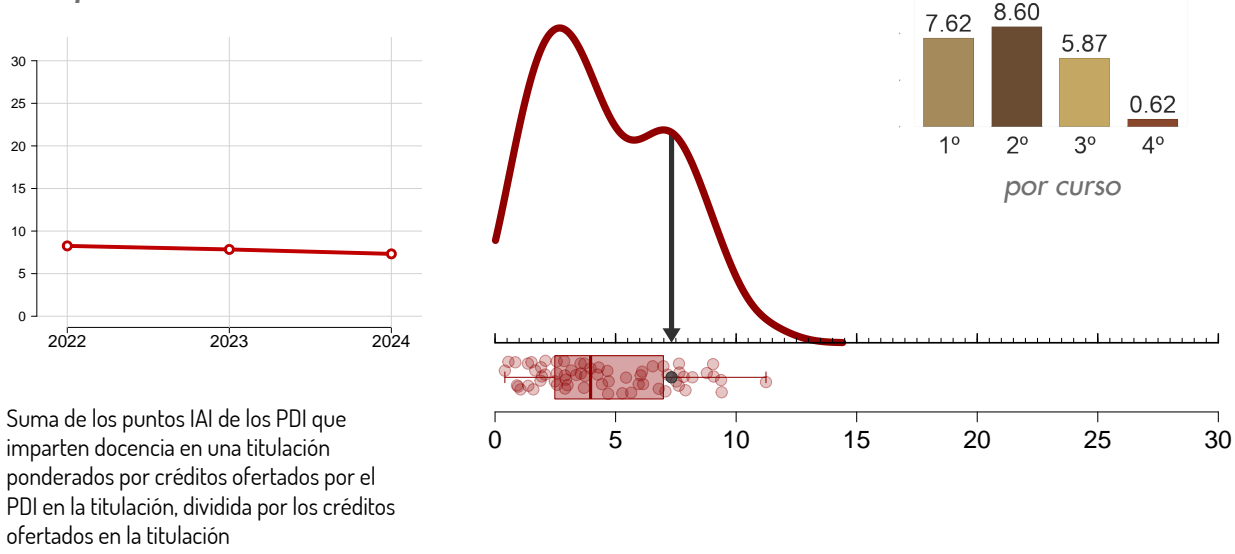 30
25
20
15
10
5
0
2022 2023 2024
Suma de los puntos IAI de los PDI que
imparten docencia en una titulación
ponderados por créditos ofertados por el
PDI en la titulación, dividida por los créditos
ofertados en la titulación
0 5 10 15 20 25 30
7.62 8.60 5.87 0.62
1º 2º 3º 4º
por curso